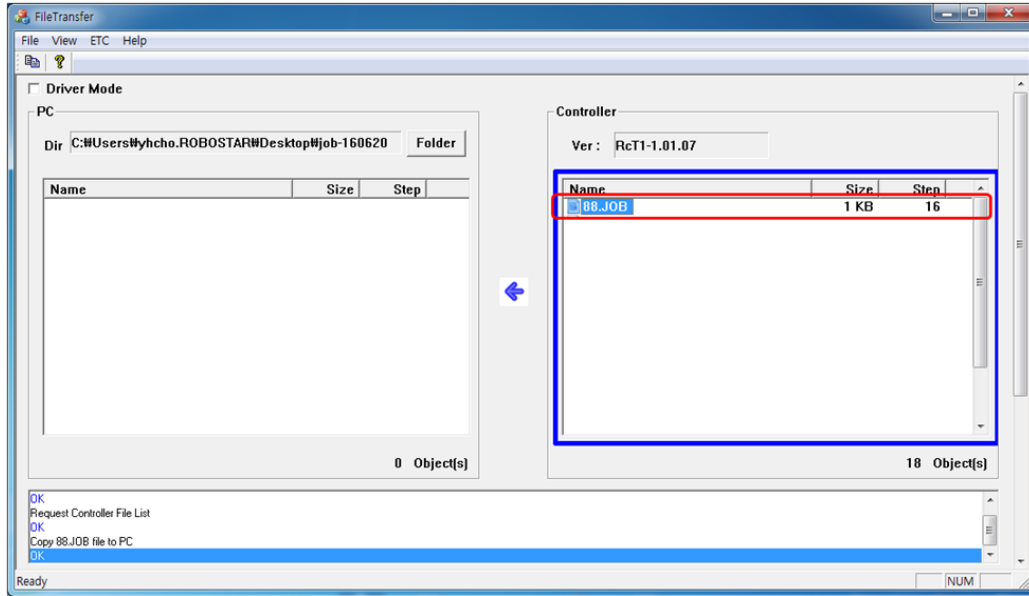 FileTransfer
File View ETC Help
Driver Mode
PC
Dir C:₩Users₩yhcho.ROBOSTAR₩Desktop₩job-160620 Folder
Name Size Step
0 Object(s)
Controller
Ver : RcT1-1.01.07
Name Size Step
88.JOB 1 KB 16
18 Object(s)
OK
Request Controller File List
OK
Copy 88.JOB file to PC
OK
Ready NUM